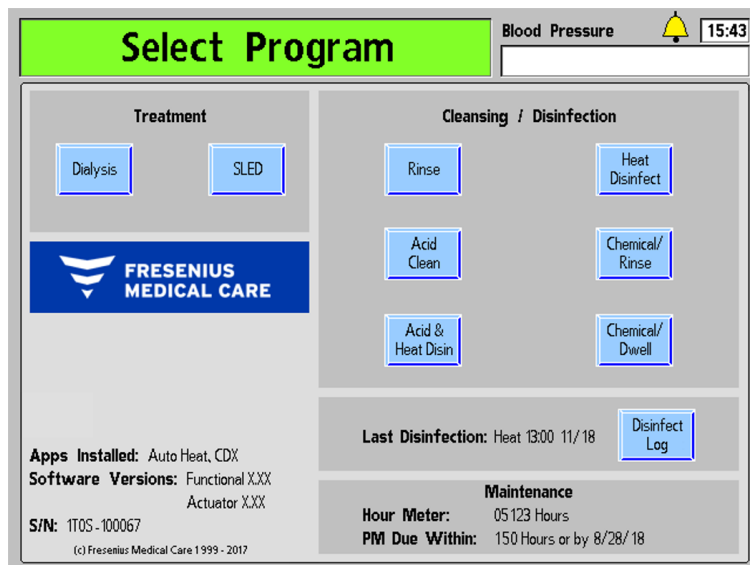 Select Program
Blood Pressure
15:43
Treatment
Dialysis
SLED
FRESENIUS
MEDICAL CARE
Apps Installed: Auto Heat, CDX
Software Versions: Functional X.XX
Actuator X.XX
S/N: 1T0S-100067
(c) Fresenius Medical Care 1999 - 2017
Cleansing / Disinfection
Rinse
Heat
Disinfect
Acid
Clean
Chemical/
Rinse
Acid &
Heat Disin
Chemical/
Dwell
Last Disinfection: Heat 13:00 11/18
Disinfect
Log
Maintenance
Hour Meter: 05123 Hours
PM Due Within: 150 Hours or by 8/28/18